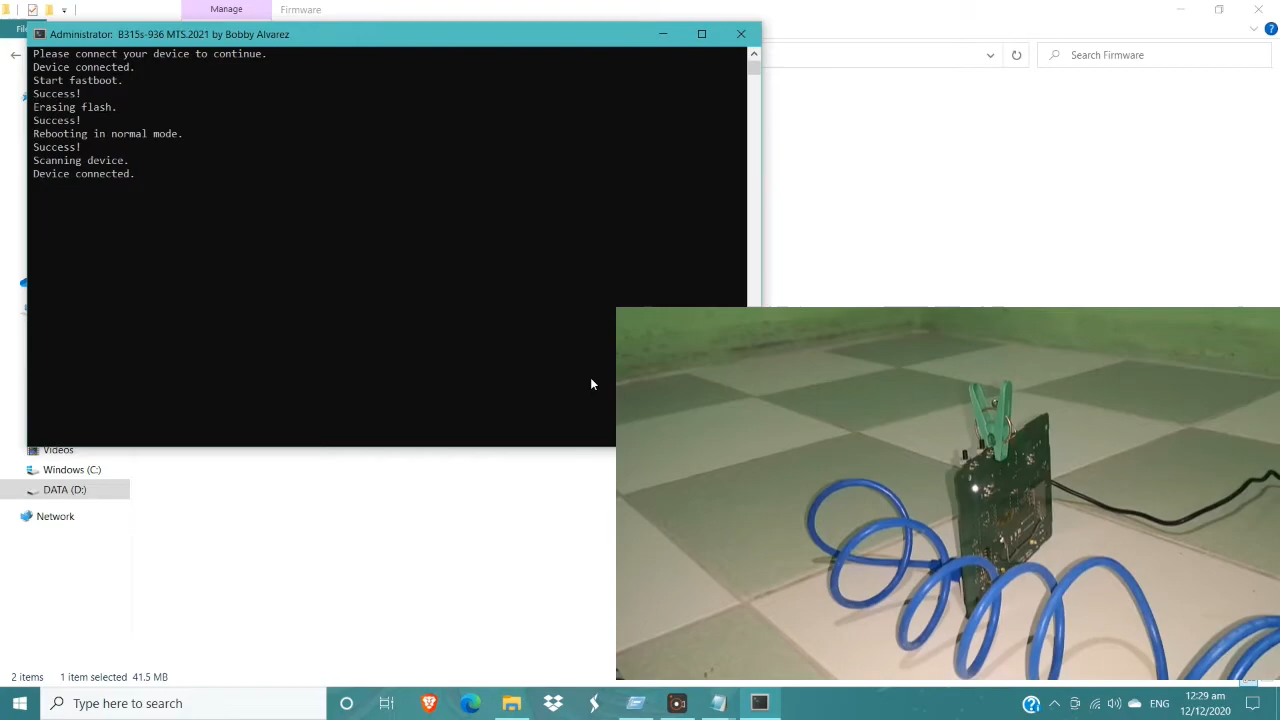 Manage
Firmware
Fil
Administrator: B315s-936 MTS.2021 by Bobby Alvarez
Search Firmware
Please connect your device to continue.
Device connected.
Start fastboot.
Success!
Erasing flash.
Success!
Rebooting in normal mode.
Success!
Scanning device.
Device connected.
Videos
Windows (C:)
DATA (D:)
Network
2 items 1 item selected 41.5 MB
Type here to search
ENG
12:29 am
12/12/2020